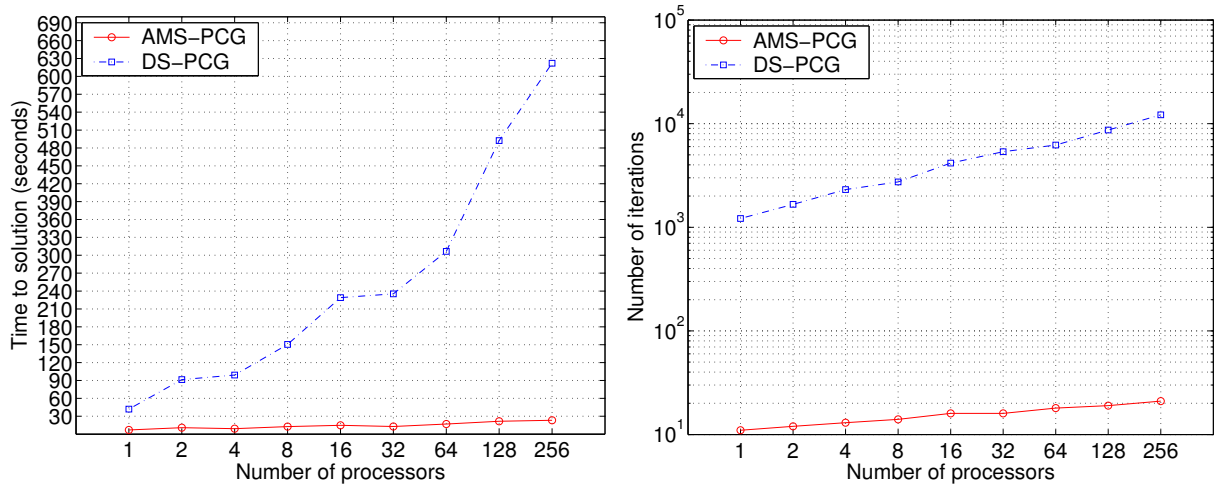 690
660
630
600
570
540
510
480
450
420
390
360
330
300
270
240
210
180
150
120
90
60
30
Time to solution (seconds)
AMS-PCG
DS-PCG
1 2 4 8 16 32 64 128 256
Number of processors
10^5
10^4
10^3
10^2
10^1
Number of iterations
AMS-PCG
DS-PCG
1 2 4 8 16 32 64 128 256
Number of processors